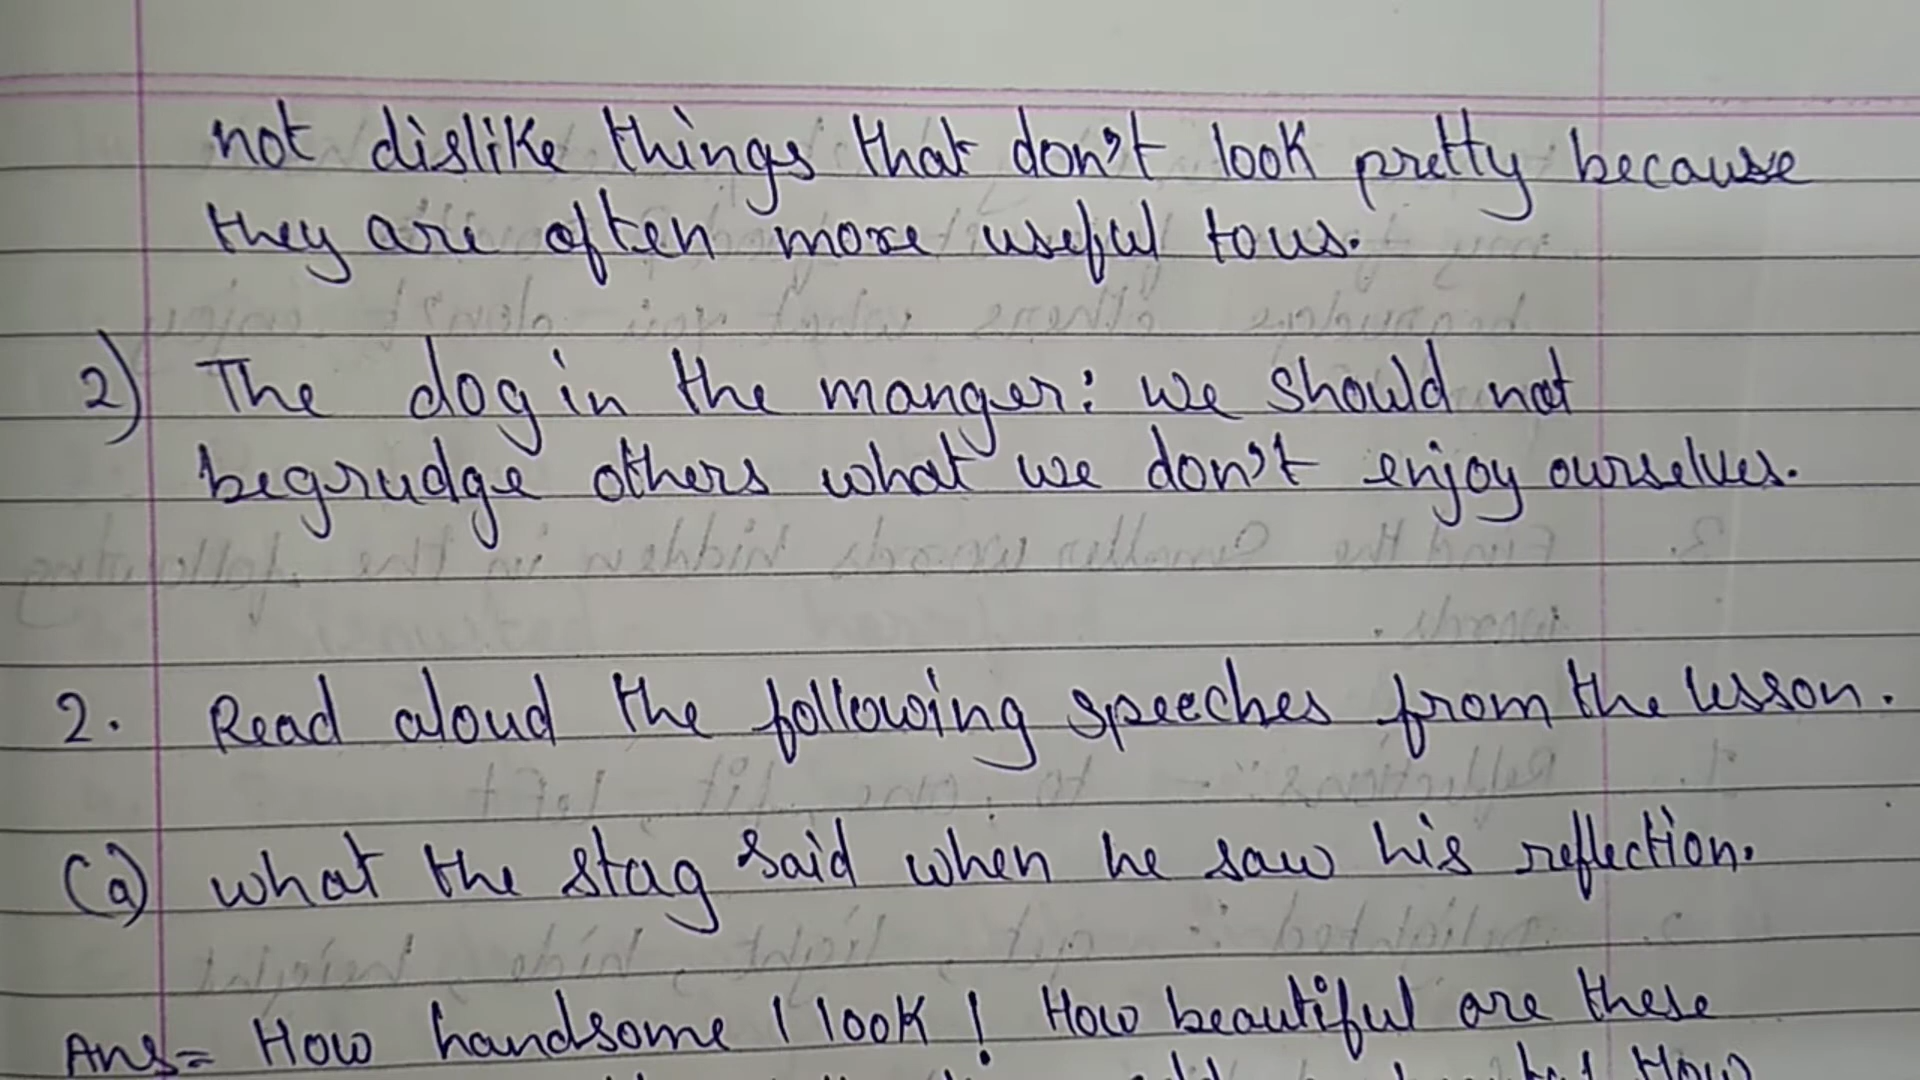 not dislike things that don't look pretty because
they are often more useful to us.
2) The dog in the manger: we should not
begrudge others what we don't enjoy ourselves.
2. Read aloud the following speeches from the lesson.
(a) what the stag said when he saw his reflection.
Ans= How handsome I look! How beautiful are these
How